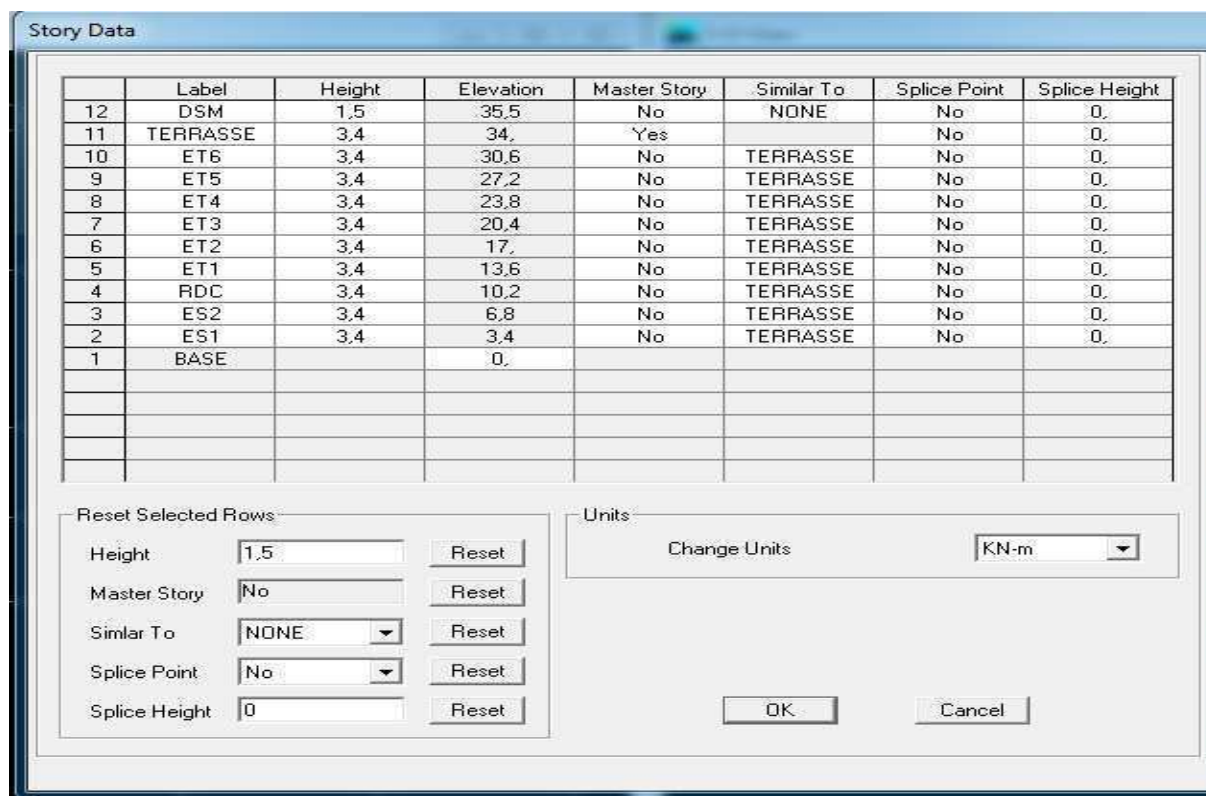 Story Data
Label Height Elevation Master Story Similar To Splice Point Splice Height
12 DSM 1,5 35,5 No NONE No 0,
11 TERRASSE 3,4 34, Yes No 0,
10 ET6 3,4 30,6 No TERRASSE No 0,
9 ET5 3,4 27,2 No TERRASSE No 0,
8 ET4 3,4 23,8 No TERRASSE No 0,
7 ET3 3,4 20,4 No TERRASSE No 0,
6 ET2 3,4 17, No TERRASSE No 0,
5 ET1 3,4 13,6 No TERRASSE No 0,
4 RDC 3,4 10,2 No TERRASSE No 0,
3 ES2 3,4 6,8 No TERRASSE No 0,
2 ES1 3,4 3,4 No TERRASSE No 0,
1 BASE 0,
Reset Selected Rows
Height 1,5 Reset
Master Story No Reset
Simlar To NONE Reset
Splice Point No Reset
Splice Height 0 Reset
Units
Change Units KN-m
OK Cancel